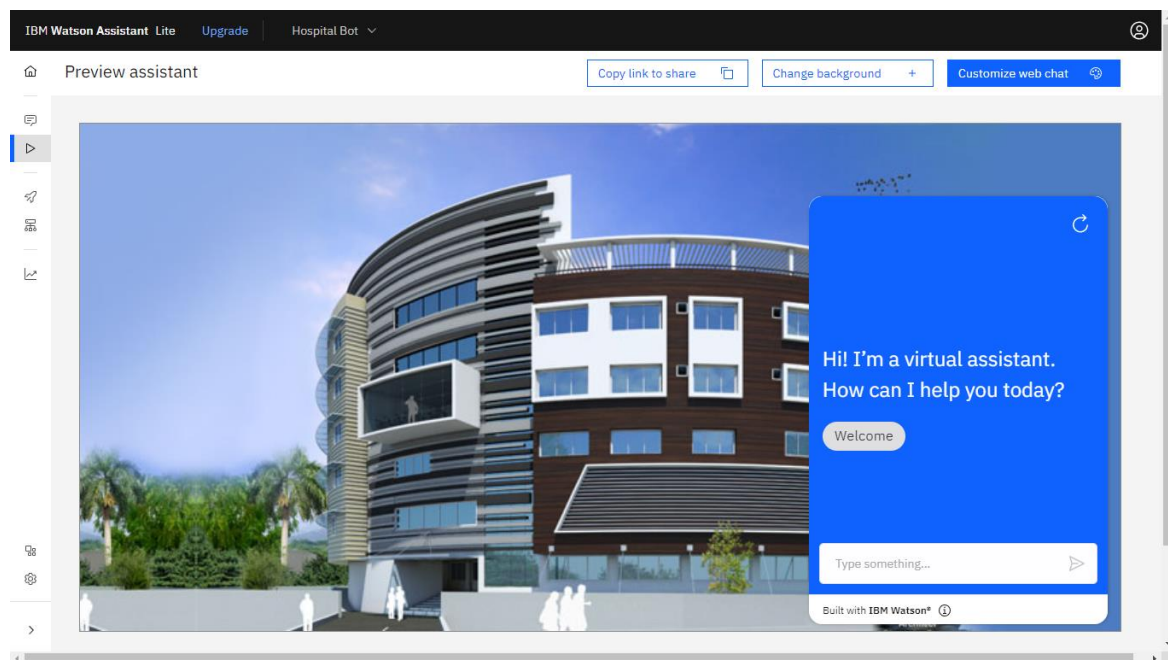 IBM Watson Assistant Lite Upgrade Hospital Bot
Preview assistant
Copy link to share
Change background +
Customize web chat
Hi! I'm a virtual assistant.
How can I help you today?
Welcome
Type something...
Built with IBM Watson®